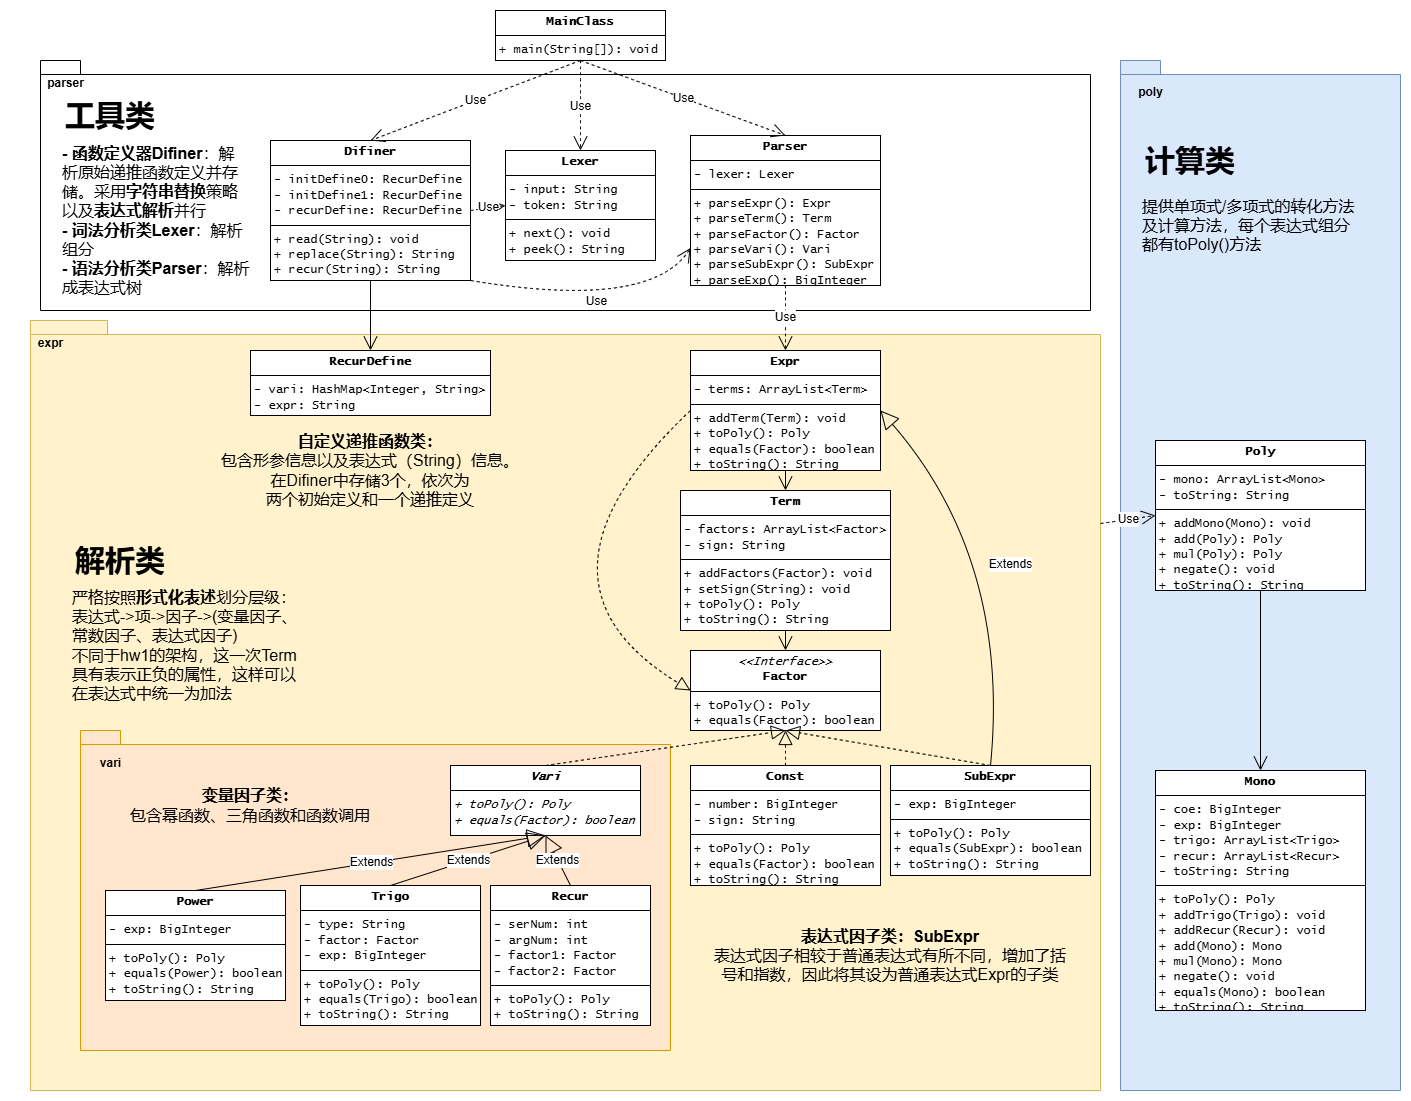 MainClass
+ main(String[]): void
Use
Use
Use
parser
工具类
- 函数定义器Difiner：解
析原始递推函数定义并存
储。采用字符串替换策略
以及表达式解析并行
- 词法分析类Lexer：解析
组分
- 语法分析类Parser：解析
成表达式树
Difiner
- initDefine0: RecurDefine
- initDefine1: RecurDefine
- recurDefine: RecurDefine
+ read(String): void
+ replace(String): String
+ recur(String): String
Use
Lexer
- input: String
- token: String
+ next(): void
+ peek(): String
Use
Parser
- lexer: Lexer
+ parseExpr(): Expr
+ parseTerm(): Term
+ parseFactor(): Factor
+ parseVari(): Vari
+ parseSubExpr(): SubExpr
+ parseExp(): BigInteger
Use
expr
RecurDefine
- vari: HashMap<Integer, String>
- expr: String
自定义递推函数类：
包含形参信息以及表达式（String）信息。
在Difiner中存储3个，依次为
两个初始定义和一个递推定义
Expr
- terms: ArrayList<Term>
+ addTerm(Term): void
+ toPoly(): Poly
+ equals(Factor): boolean
+ toString(): String
Term
- factors: ArrayList<Factor>
- sign: String
+ addFactors(Factor): void
+ setSign(String): void
+ toPoly(): Poly
+ toString(): String
Extends
解析类
严格按照形式化表述划分层级：
表达式->项->因子->(变量因子、
常数因子、表达式因子)
不同于hw1的架构，这一次Term
具有表示正负的属性，这样可以
在表达式中统一为加法
<<Interface>>
Factor
+ toPoly(): Poly
+ equals(Factor): boolean
vari
变量因子类：
包含幂函数、三角函数和函数调用
Vari
+ toPoly(): Poly
+ equals(Factor): boolean
Extends
Extends
Extends
Power
- exp: BigInteger
+ toPoly(): Poly
+ equals(Power): boolean
+ toString(): String
Trigo
- type: String
- factor: Factor
- exp: BigInteger
+ toPoly(): Poly
+ equals(Trigo): boolean
+ toString(): String
Recur
- serNum: int
- argNum: int
- factor1: Factor
- factor2: Factor
+ toPoly(): Poly
+ toString(): String
Const
- number: BigInteger
- sign: String
+ toPoly(): Poly
+ equals(Factor): boolean
+ toString(): String
SubExpr
- exp: BigInteger
+ toPoly(): Poly
+ equals(SubExpr): boolean
+ toString(): String
表达式因子类：SubExpr
表达式因子相较于普通表达式有所不同，增加了括
号和指数，因此将其设为普通表达式Expr的子类
Use
poly
计算类
提供单项式/多项式的转化方法
及计算方法，每个表达式组分
都有toPoly()方法
Poly
- mono: ArrayList<Mono>
- toString: String
+ addMono(Mono): void
+ add(Poly): Poly
+ mul(Poly): Poly
+ negate(): void
+ toString(): String
Mono
- coe: BigInteger
- exp: BigInteger
- trigo: ArrayList<Trigo>
- recur: ArrayList<Recur>
- toString: String
+ toPoly(): Poly
+ addTrigo(Trigo): void
+ addRecur(Recur): void
+ add(Mono): Mono
+ mul(Mono): Mono
+ negate(): void
+ equals(Mono): boolean
+ toString(): String